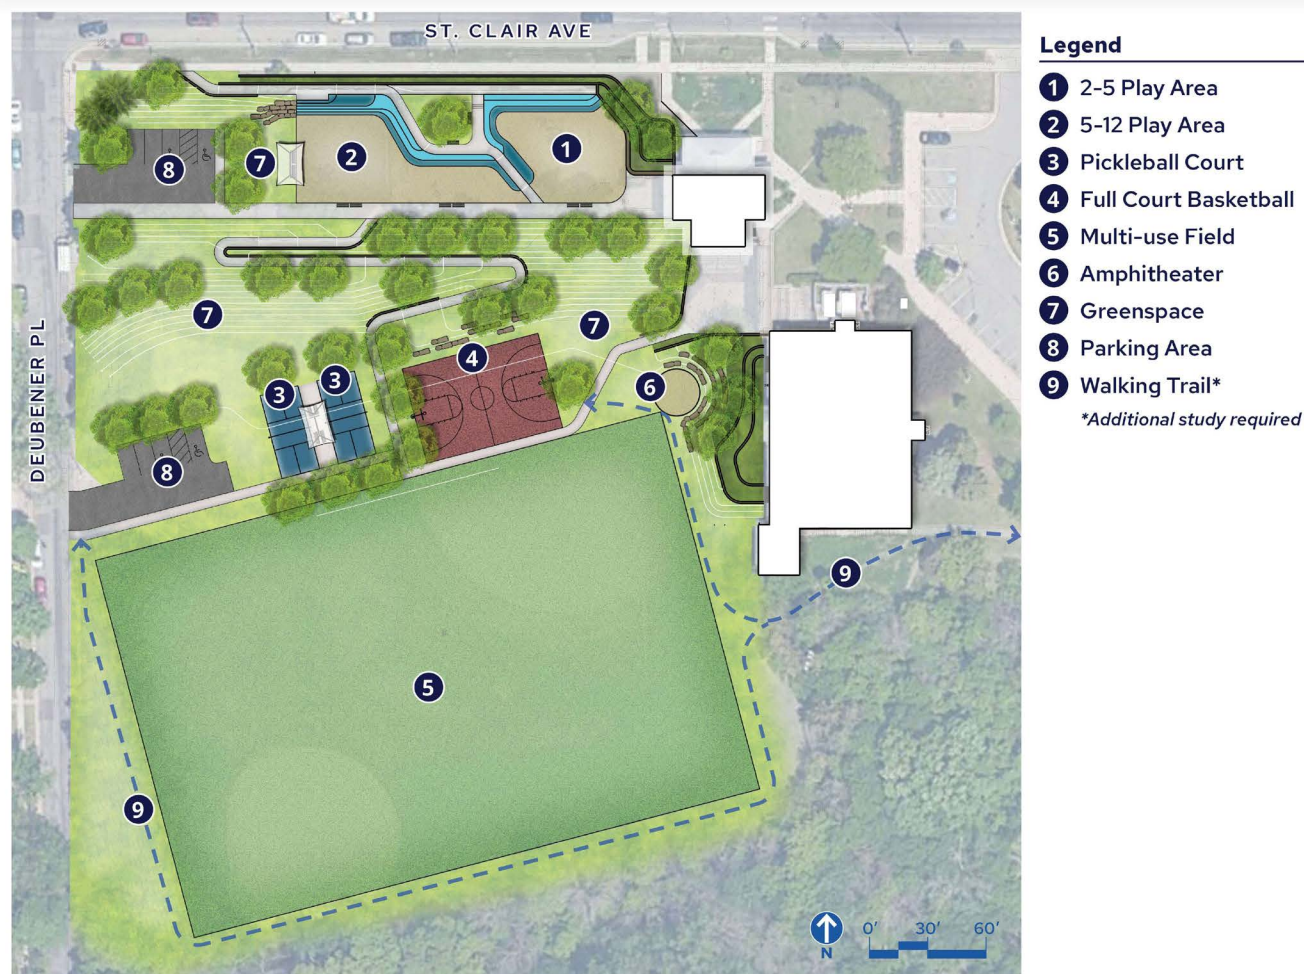 ST. CLAIR AVE
DEUBENER PL
1
2
7
8
7
7
4
3
3
6
8
9
5
9
N
0'
30'
60'
Legend
1 2-5 Play Area
2 5-12 Play Area
3 Pickleball Court
4 Full Court Basketball
5 Multi-use Field
6 Amphitheater
7 Greenspace
8 Parking Area
9 Walking Trail*
*Additional study required